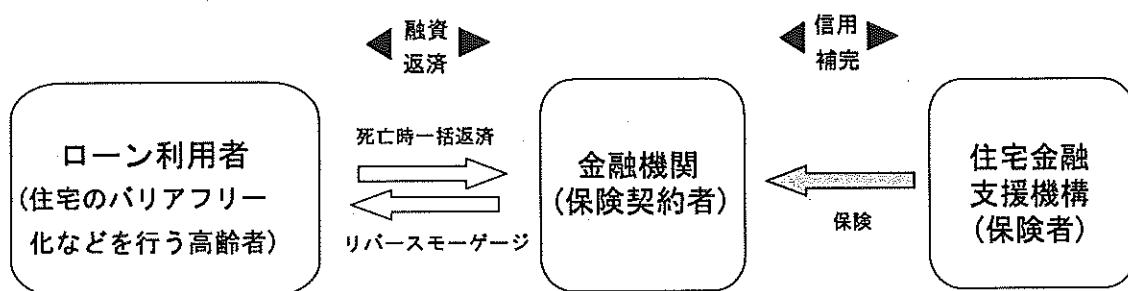 融資
返済
信用
補完
ローン利用者
(住宅のバリアフリー
化などを行う高齢者)
死亡時一括返済
リバースモーゲージ
金融機関
(保険契約者)
保険
住宅金融
支援機構
(保険者)